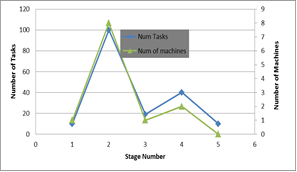 120
100
80
60
40
20
0
Number of Tasks
Num Tasks
Num of machines
9
8
7
6
5
4
3
2
1
0
Number of Machines
0 1 2 3 4 5 6
Stage Number